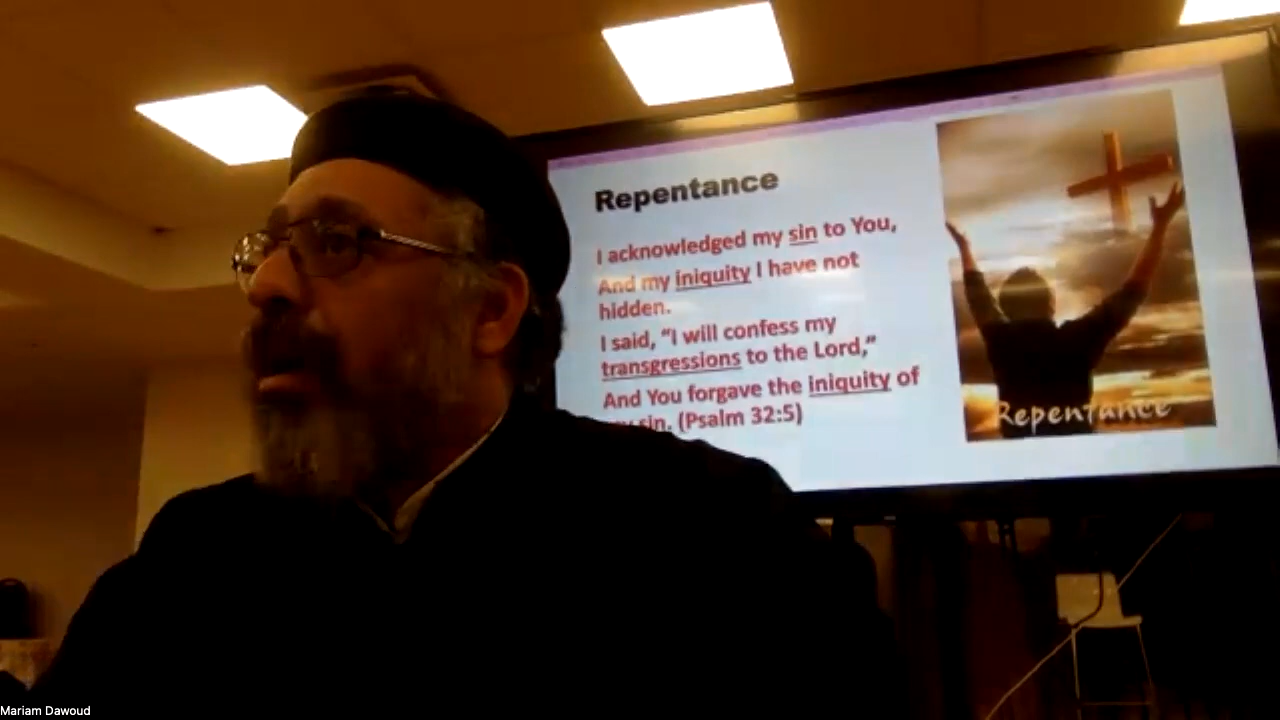 Repentance
I acknowledged my sin to You,
And my iniquity I have not
hidden.
I said, “I will confess my
transgressions to the Lord,”
And You forgave the iniquity of
my sin. (Psalm 32:5)
Repentance
Mariam Dawoud